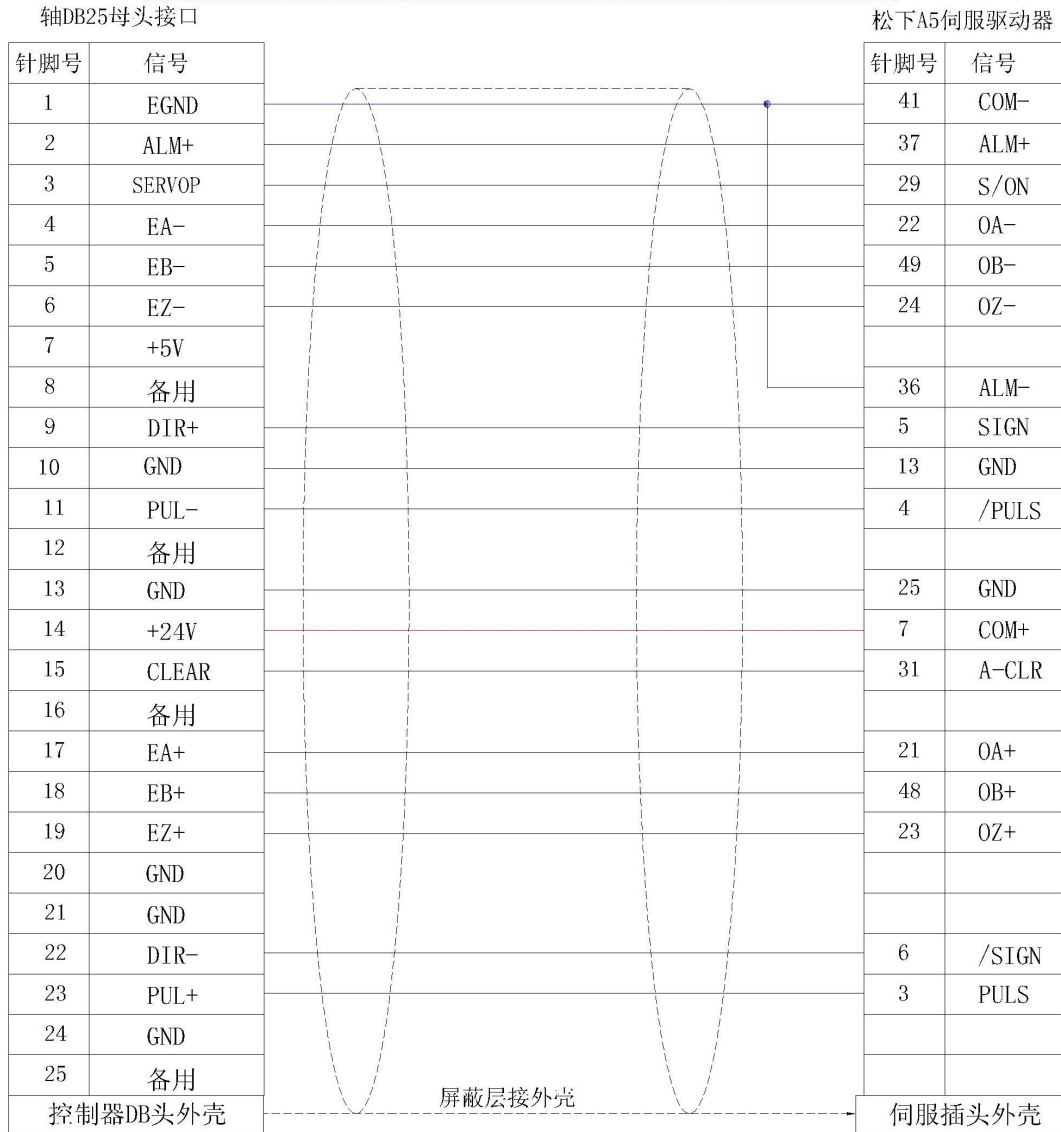 轴DB25母头接口 松下A5伺服驱动器
针脚号 信号 针脚号 信号
1 EGND 41 COM-
2 ALM+ 37 ALM+
3 SERVOP 29 S/ON
4 EA- 22 OA-
5 EB- 49 OB-
6 EZ- 24 OZ-
7 +5V
8 备用 36 ALM-
9 DIR+ 5 SIGN
10 GND 13 GND
11 PUL- 4 /PULS
12 备用
13 GND 25 GND
14 +24V 7 COM+
15 CLEAR 31 A-CLR
16 备用
17 EA+ 21 OA+
18 EB+ 48 OB+
19 EZ+ 23 OZ+
20 GND
21 GND
22 DIR- 6 /SIGN
23 PUL+ 3 PULS
24 GND
25 备用
控制器DB头外壳 屏蔽层接外壳 伺服插头外壳